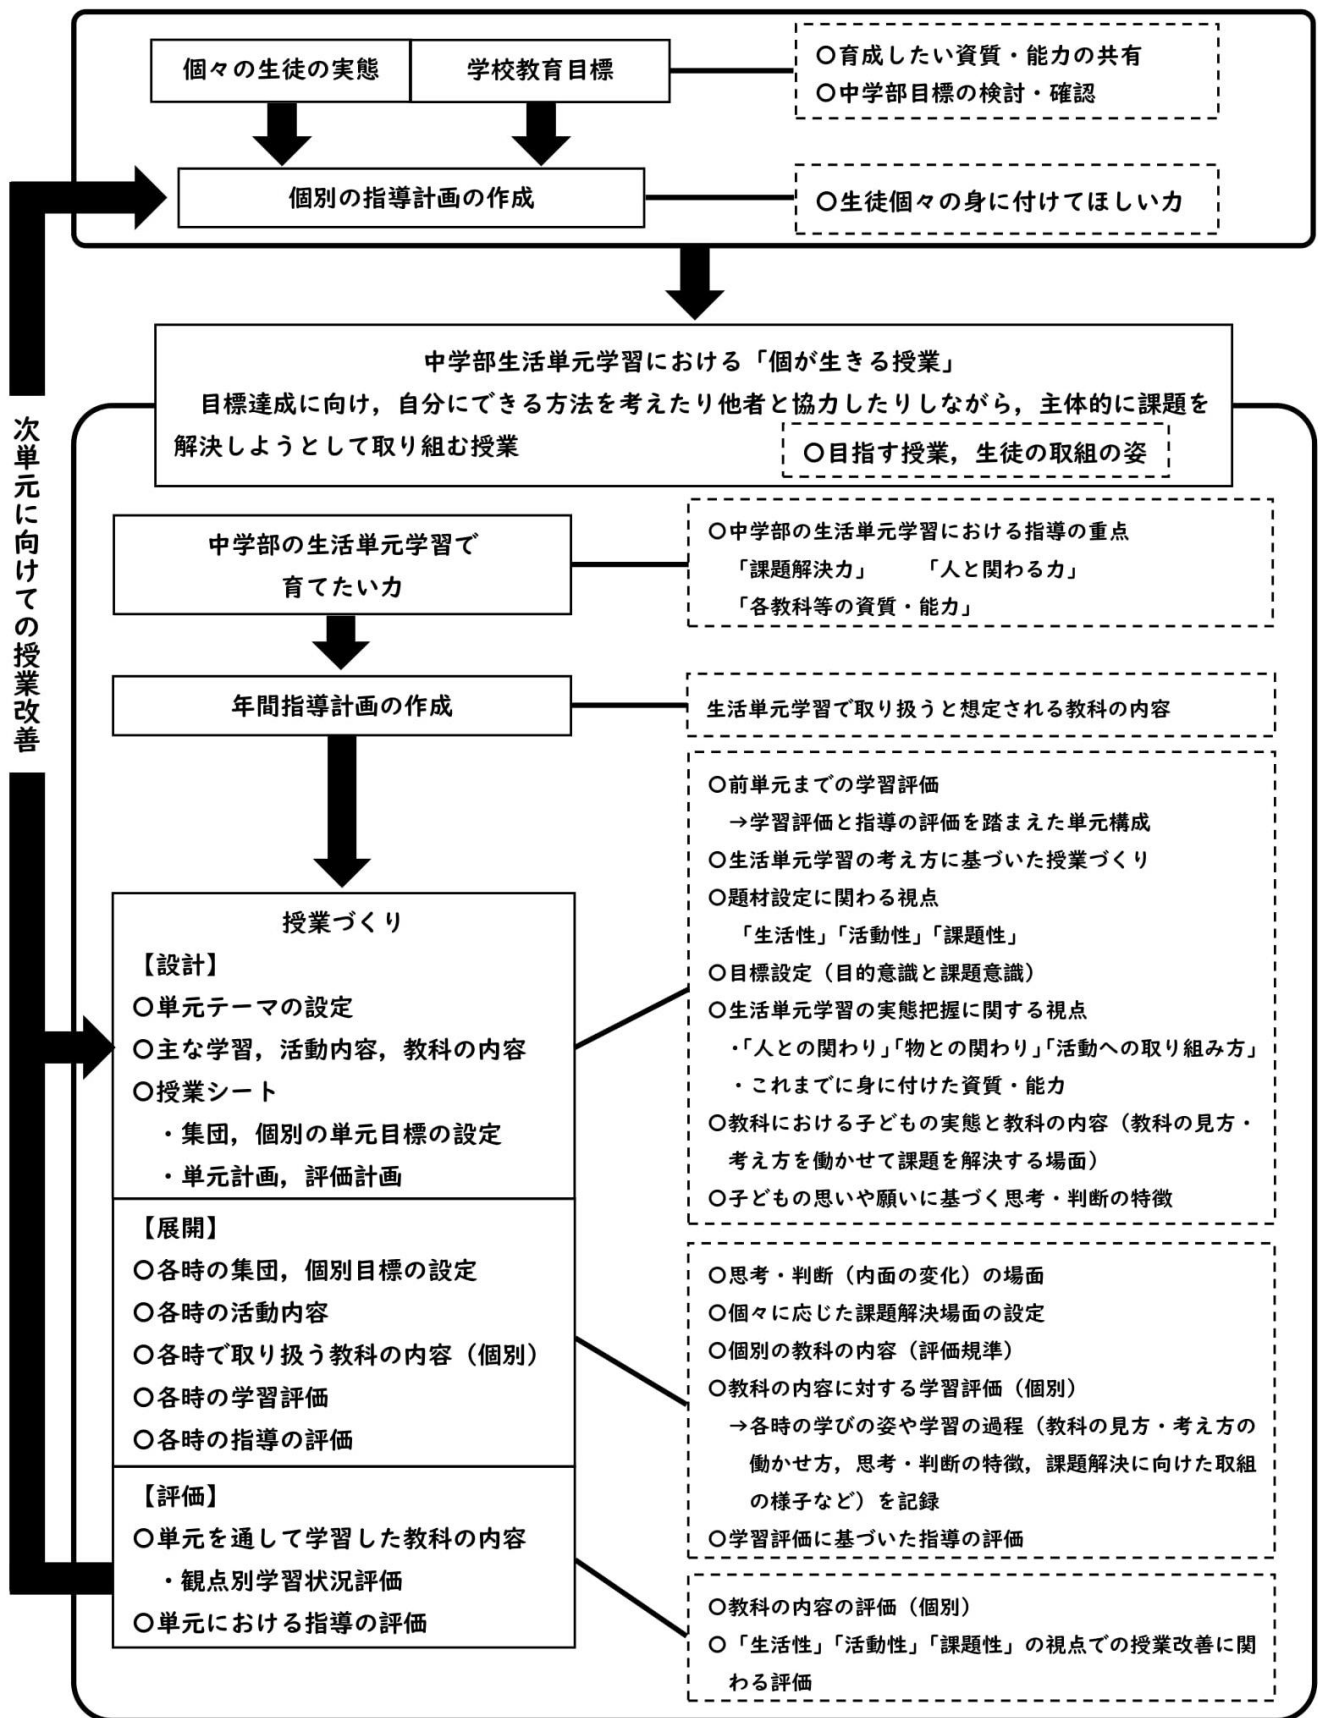 個々の生徒の実態
学校教育目標
○育成したい資質・能力の共有
○中学部目標の検討・確認
個別の指導計画の作成
○生徒個々の身に付けてほしい力
中学部生活単元学習における「個が生きる授業」
目標達成に向け，自分にできる方法を考えたり他者と協力したりしながら，主体的に課題を
解決しようとして取り組む授業
○目指す授業，生徒の取組の姿
次単元に向けての授業改善
中学部の生活単元学習で
育てたい力
○中学部の生活単元学習における指導の重点
「課題解決力」　　「人と関わる力」
「各教科等の資質・能力」
年間指導計画の作成
生活単元学習で取り扱うと想定される教科の内容
授業づくり
【設計】
○単元テーマの設定
○主な学習，活動内容，教科の内容
○授業シート
・集団，個別の単元目標の設定
・単元計画，評価計画
○前単元までの学習評価
→学習評価と指導の評価を踏まえた単元構成
○生活単元学習の考え方に基づいた授業づくり
○題材設定に関わる視点
「生活性」「活動性」「課題性」
○目標設定（目的意識と課題意識）
○生活単元学習の実態把握に関する視点
・「人との関わり」「物との関わり」「活動への取り組み方」
・これまでに身に付けた資質・能力
○教科における子どもの実態と教科の内容（教科の見方・
考え方を働かせて課題を解決する場面）
○子どもの思いや願いに基づく思考・判断の特徴
【展開】
○各時の集団，個別目標の設定
○各時の活動内容
○各時で取り扱う教科の内容（個別）
○各時の学習評価
○各時の指導の評価
○思考・判断（内面の変化）の場面
○個々に応じた課題解決場面の設定
○個別の教科の内容（評価規準）
○教科の内容に対する学習評価（個別）
→各時の学びの姿や学習の過程（教科の見方・考え方の
働かせ方，思考・判断の特徴，課題解決に向けた取組
の様子など）を記録
○学習評価に基づいた指導の評価
【評価】
○単元を通して学習した教科の内容
・観点別学習状況評価
○単元における指導の評価
○教科の内容の評価（個別）
○「生活性」「活動性」「課題性」の視点での授業改善に関
わる評価